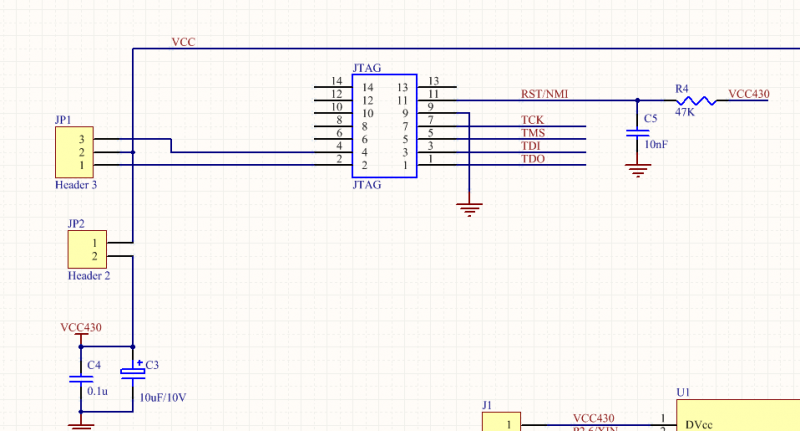 VCC
JTAG
14 14 13 13
12 12 11 11 RST/NMI R4 VCC430
47K
10 10 9 9
C5
10nF
8 8 7 7 TCK
6 6 5 5 TMS
4 4 3 3 TDI
2 2 1 1 TDO
JTAG
JP1
3
2
1
Header 3
JP2
1
2
Header 2
VCC430
C4
0.1u
+ C3
10uF/10V
J1
1
VCC430
1
U1
DVcc